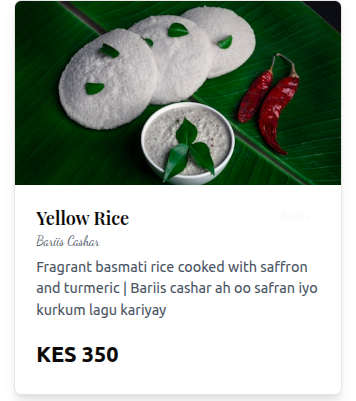 Yellow Rice
Bariis Cashar
Fragrant basmati rice cooked with saffron
and turmeric | Bariis cashar ah oo safran iyo
kurkum lagu kariyay
KES 350